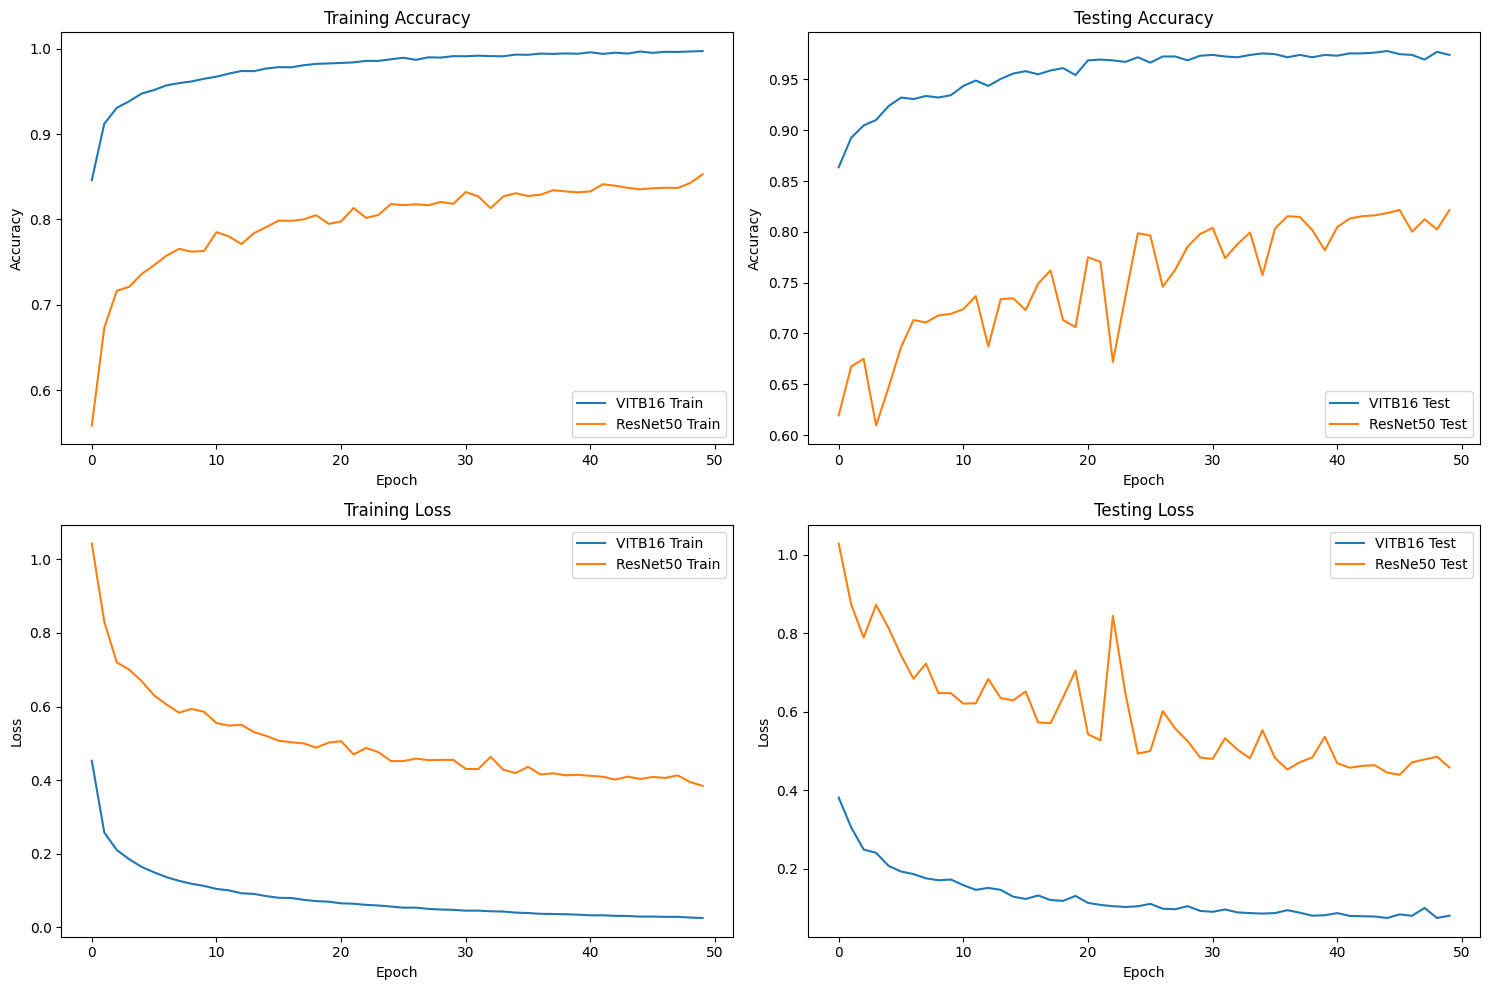 Training Accuracy
Accuracy
1.0
0.9
0.8
0.7
0.6
VITB16 Train
ResNet50 Train
0 10 20 30 40 50
Epoch
Testing Accuracy
Accuracy
0.95
0.90
0.85
0.80
0.75
0.70
0.65
0.60
VITB16 Test
ResNet50 Test
0 10 20 30 40 50
Epoch
Training Loss
Loss
1.0
0.8
0.6
0.4
0.2
0.0
VITB16 Train
ResNet50 Train
0 10 20 30 40 50
Epoch
Testing Loss
Loss
1.0
0.8
0.6
0.4
0.2
VITB16 Test
ResNe50 Test
0 10 20 30 40 50
Epoch